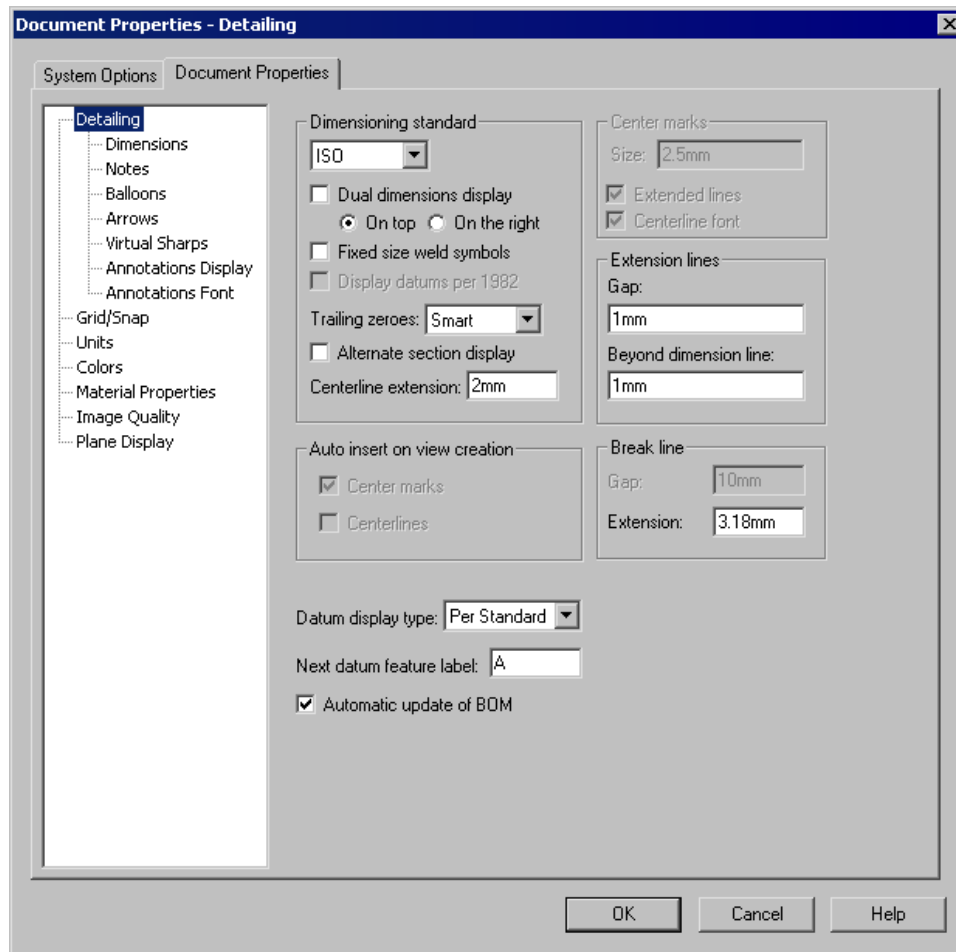 Document Properties - Detailing
System Options
Document Properties
Detailing
Dimensions
Notes
Balloons
Arrows
Virtual Sharps
Annotations Display
Annotations Font
Grid/Snap
Units
Colors
Material Properties
Image Quality
Plane Display
Dimensioning standard
ISO
Dual dimensions display
On top On the right
Fixed size weld symbols
Display datums per 1982
Trailing zeroes: Smart
Alternate section display
Centerline extension: 2mm
Center marks
Size: 2.5mm
Extended lines
Centerline font
Extension lines
Gap:
1mm
Beyond dimension line:
1mm
Auto insert on view creation
Center marks
Centerlines
Break line
Gap: 10mm
Extension: 3.18mm
Datum display type: Per Standard
Next datum feature label: A
Automatic update of BOM
OK Cancel Help